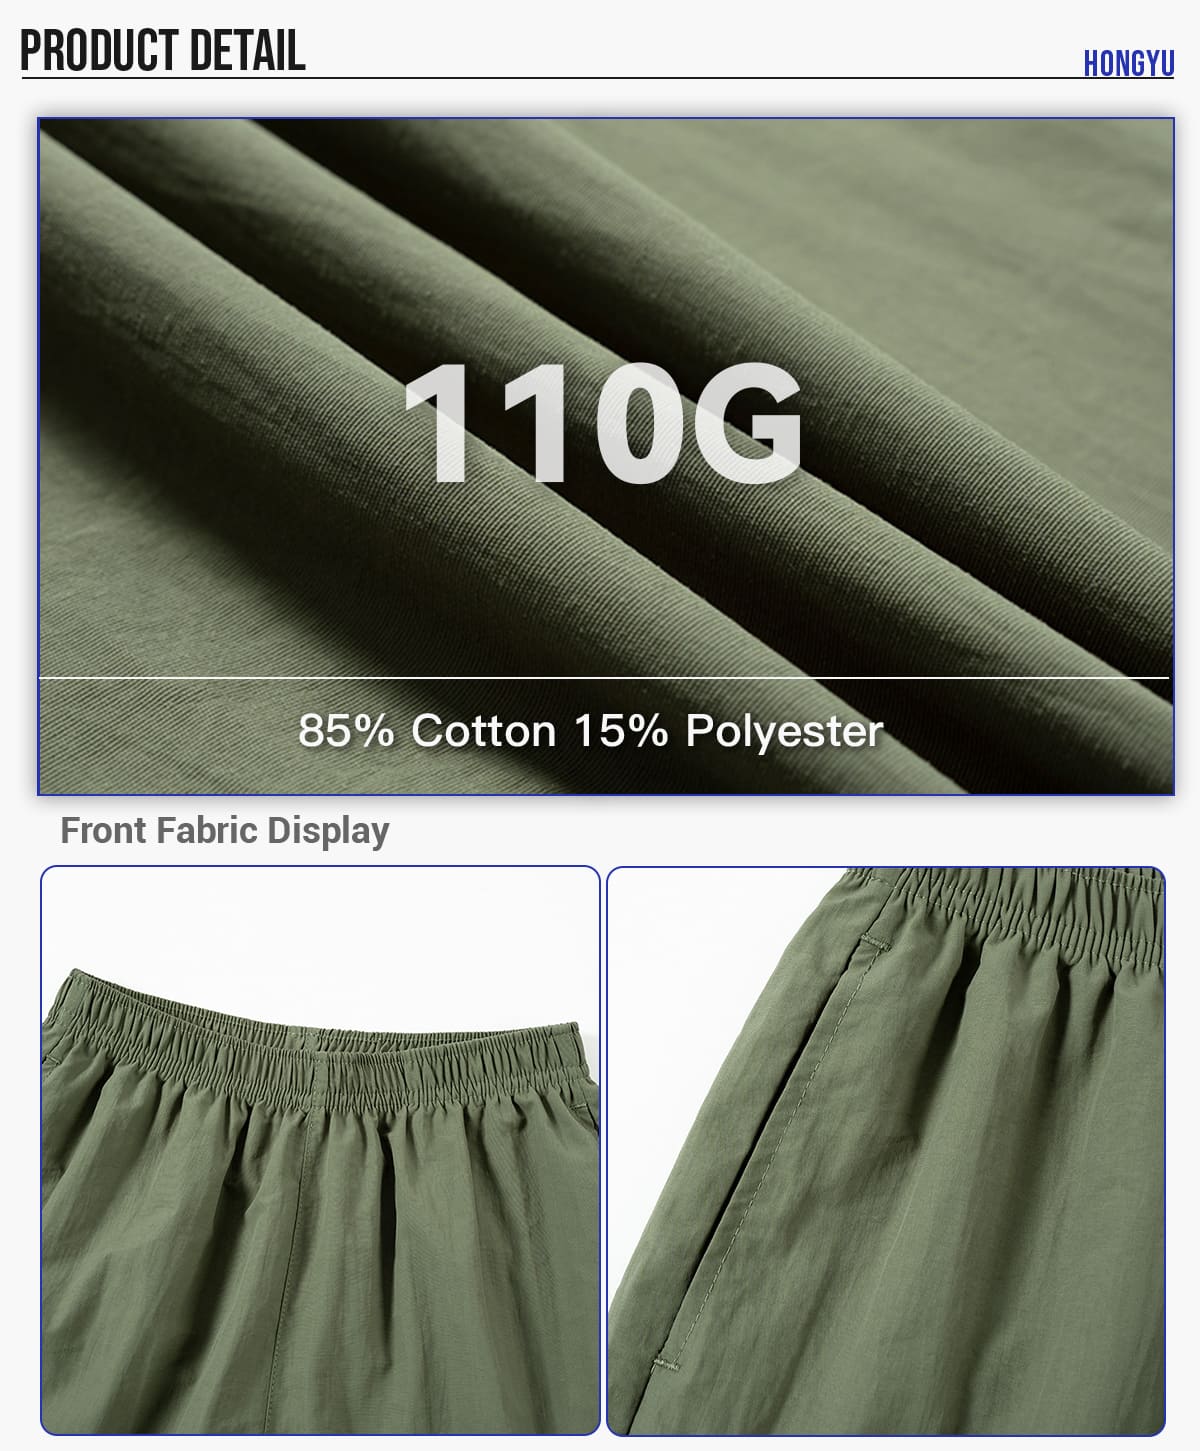 PRODUCT DETAIL
HONGYU
110G
85% Cotton 15% Polyester
Front Fabric Display